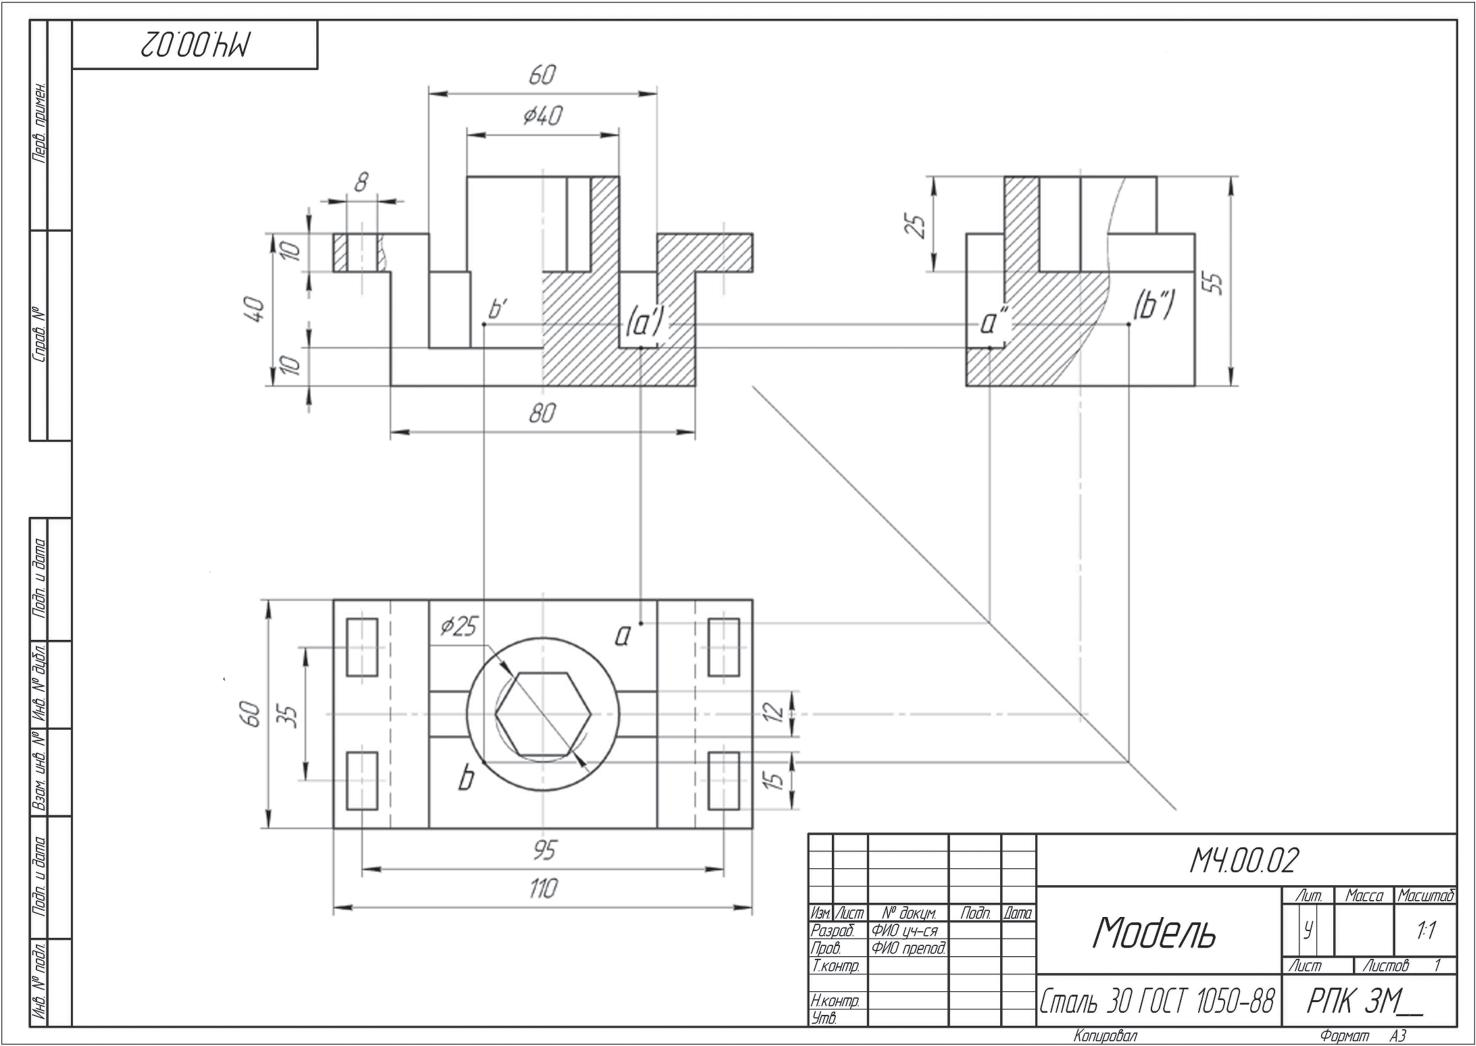 МЧ.00.02
Перв. примен.
Справ. №
Подп. и дата
Инв. № дубл.
Взам. инв. №
Подп. и дата
Инв. № подл.
60
⌀40
8
10
40
10
b'
(a')
80
25
55
a"
(b")
⌀25
a
b
60
35
12
15
95
110
МЧ.00.02
Модель
Лит.
Масса
Масштаб
У
1:1
Лист
Листов 1
Изм.
Лист
№ докум.
Подп.
Дата
Разраб.
ФИО уч-ся
Пров.
ФИО препод.
Т.контр.
Н.контр.
Утв.
Сталь 30 ГОСТ 1050-88
РПК 3М__
Копировал
Формат А3